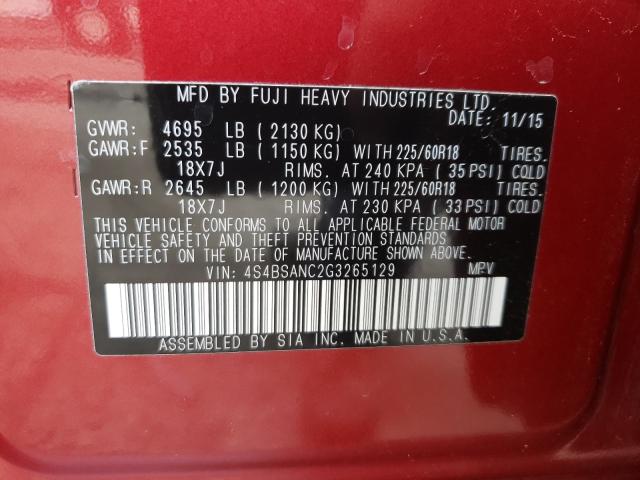 MFD BY FUJI HEAVY INDUSTRIES LTD.
DATE: 11/15
GVWR: 4695 LB ( 2130 KG)
GAWR:F 2535 LB ( 1150 KG) WITH 225/60R18 TIRES.
18X7J RIMS. AT 240 KPA ( 35 PSI) COLD
GAWR:R 2645 LB ( 1200 KG) WITH 225/60R18 TIRES.
18X7J RIMS. AT 230 KPA ( 33 PSI) COLD
THIS VEHICLE CONFORMS TO ALL APPLICABLE FEDERAL MOTOR
VEHICLE SAFETY AND THEFT PREVENTION STANDARDS
IN EFFECT ON THE DATE OF MANUFACTURE SHOWN ABOVE.
VIN: 4S4BSANC2G3265129 MPV
ASSEMBLED BY SIA INC. MADE IN U.S.A.